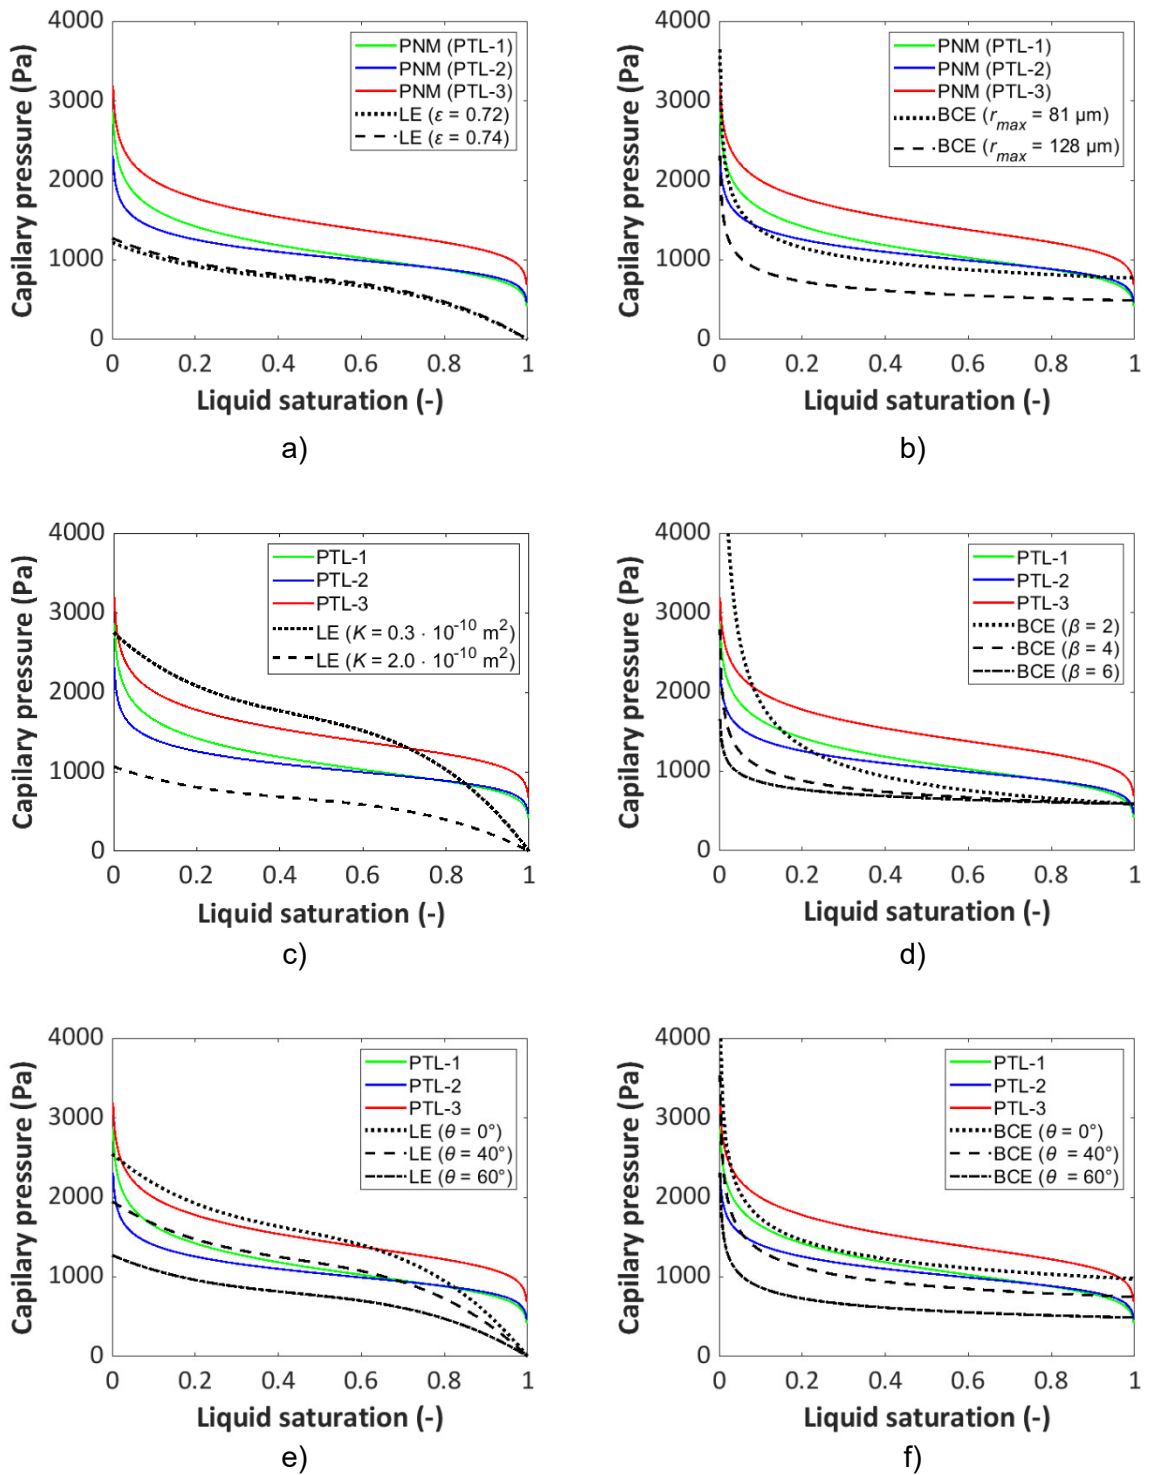 4000
3000
2000
1000
0
Capilary pressure (Pa)
PNM (PTL-1)
PNM (PTL-2)
PNM (PTL-3)
LE (ε = 0.72)
LE (ε = 0.74)
0 0.2 0.4 0.6 0.8 1
Liquid saturation (-)
a)
4000
3000
2000
1000
0
Capilary pressure (Pa)
PNM (PTL-1)
PNM (PTL-2)
PNM (PTL-3)
BCE (r_max = 81 µm)
BCE (r_max = 128 µm)
0 0.2 0.4 0.6 0.8 1
Liquid saturation (-)
b)
4000
3000
2000
1000
0
Capilary pressure (Pa)
PTL-1
PTL-2
PTL-3
LE (K = 0.3 · 10⁻¹⁰ m²)
LE (K = 2.0 · 10⁻¹⁰ m²)
0 0.2 0.4 0.6 0.8 1
Liquid saturation (-)
c)
4000
3000
2000
1000
0
Capilary pressure (Pa)
PTL-1
PTL-2
PTL-3
BCE (β = 2)
BCE (β = 4)
BCE (β = 6)
0 0.2 0.4 0.6 0.8 1
Liquid saturation (-)
d)
4000
3000
2000
1000
0
Capilary pressure (Pa)
PTL-1
PTL-2
PTL-3
LE (θ = 0°)
LE (θ = 40°)
LE (θ = 60°)
0 0.2 0.4 0.6 0.8 1
Liquid saturation (-)
e)
4000
3000
2000
1000
0
Capilary pressure (Pa)
PTL-1
PTL-2
PTL-3
BCE (θ = 0°)
BCE (θ = 40°)
BCE (θ = 60°)
0 0.2 0.4 0.6 0.8 1
Liquid saturation (-)
f)